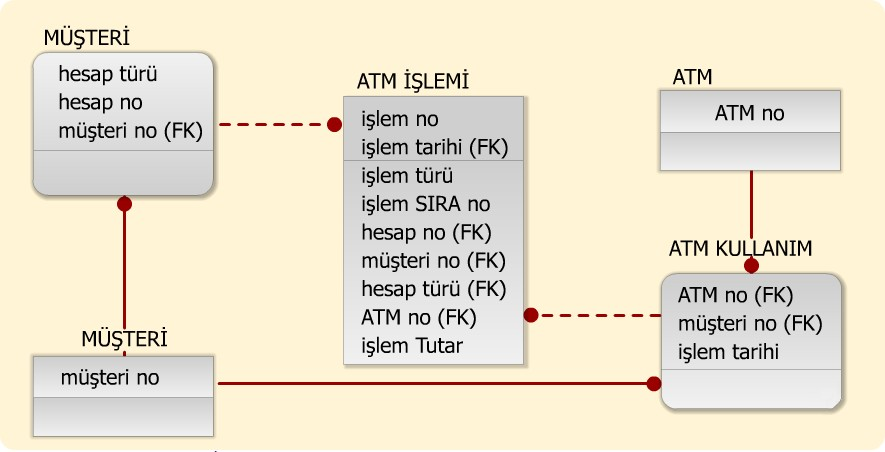 MÜŞTERİ
hesap türü
hesap no
müşteri no (FK)
ATM İŞLEMİ
işlem no
işlem tarihi (FK)
işlem türü
işlem SIRA no
hesap no (FK)
müşteri no (FK)
hesap türü (FK)
ATM no (FK)
işlem Tutar
ATM
ATM no
ATM KULLANIM
ATM no (FK)
müşteri no (FK)
işlem tarihi
MÜŞTERİ
müşteri no